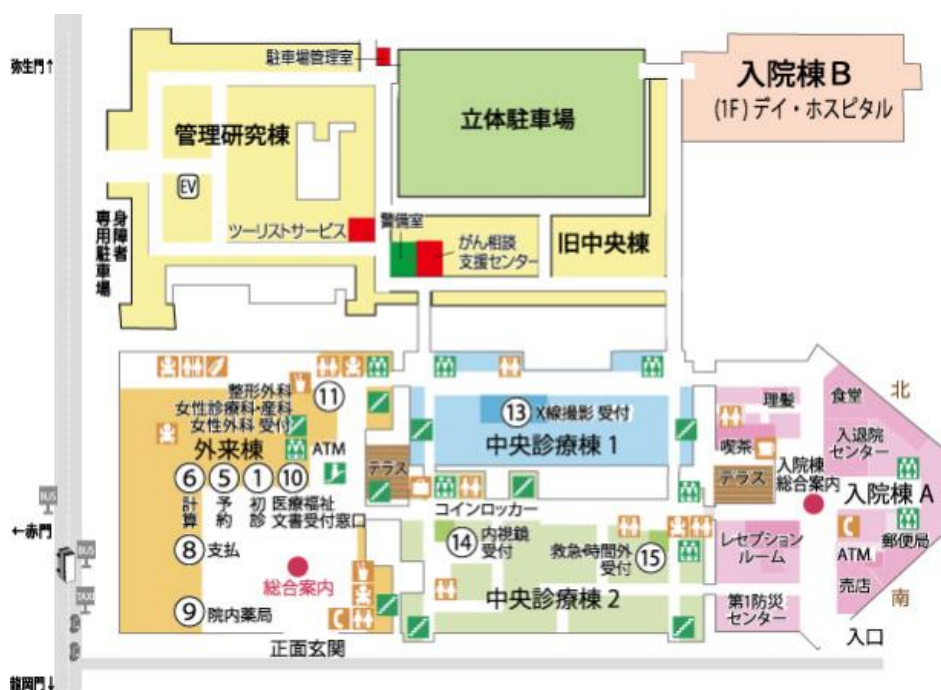 弥生門↑
駐車場管理室
入院棟B
(1F)デイ・ホスピタル
立体駐車場
管理研究棟
EV
身障者
専用駐車場
ツーリストサービス
警備室
がん相談
支援センター
旧中央棟
整形外科
⑪
女性診療科・産科
女性外科 受付
外来棟
ATM
⑥
計算
⑤
予約
①
初診
⑩
医療福祉
文書受付窓口
⑧支払
総合案内
⑨院内薬局
正面玄関
テラス
⑬X線撮影 受付
中央診療棟 1
コインロッカー
⑭内視鏡
受付
救急・時間外
受付⑮
中央診療棟 2
理髪
喫茶
テラス
食堂
北
入退院
センター
入院棟
総合案内
入院棟 A
郵便局
レセプション
ルーム
ATM
売店
南
第1防災
センター
入口
BUS
←赤門
BUS
TAXI
龍岡門↓